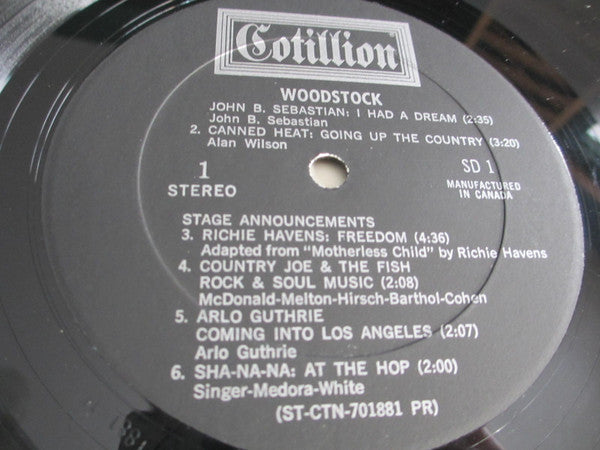 Cotillion
WOODSTOCK
JOHN B. SEBASTIAN: I HAD A DREAM (2:35)
John B. Sebastian
2. CANNED HEAT: GOING UP THE COUNTRY (3:20)
Alan Wilson
1
STEREO
SD 1
MANUFACTURED
IN CANADA
STAGE ANNOUNCEMENTS
3. RICHIE HAVENS: FREEDOM (4:36)
Adapted from "Motherless Child" by Richie Havens
4. COUNTRY JOE & THE FISH
ROCK & SOUL MUSIC (2:08)
McDonald-Melton-Hirsch-Barthol-Cohen
5. ARLO GUTHRIE
COMING INTO LOS ANGELES (2:07)
Arlo Guthrie
6. SHA-NA-NA: AT THE HOP (2:00)
Singer-Medora-White
(ST-CTN-701881 PR)